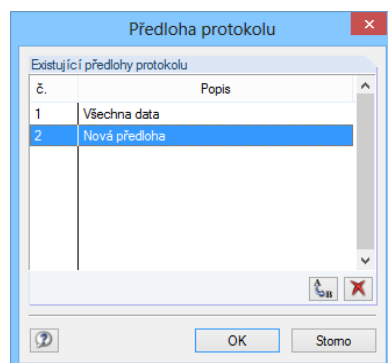 Předloha protokolu
Existující předlohy protokolu
č. Popis
1 Všechna data
2 Nová předloha
A B
OK Storno